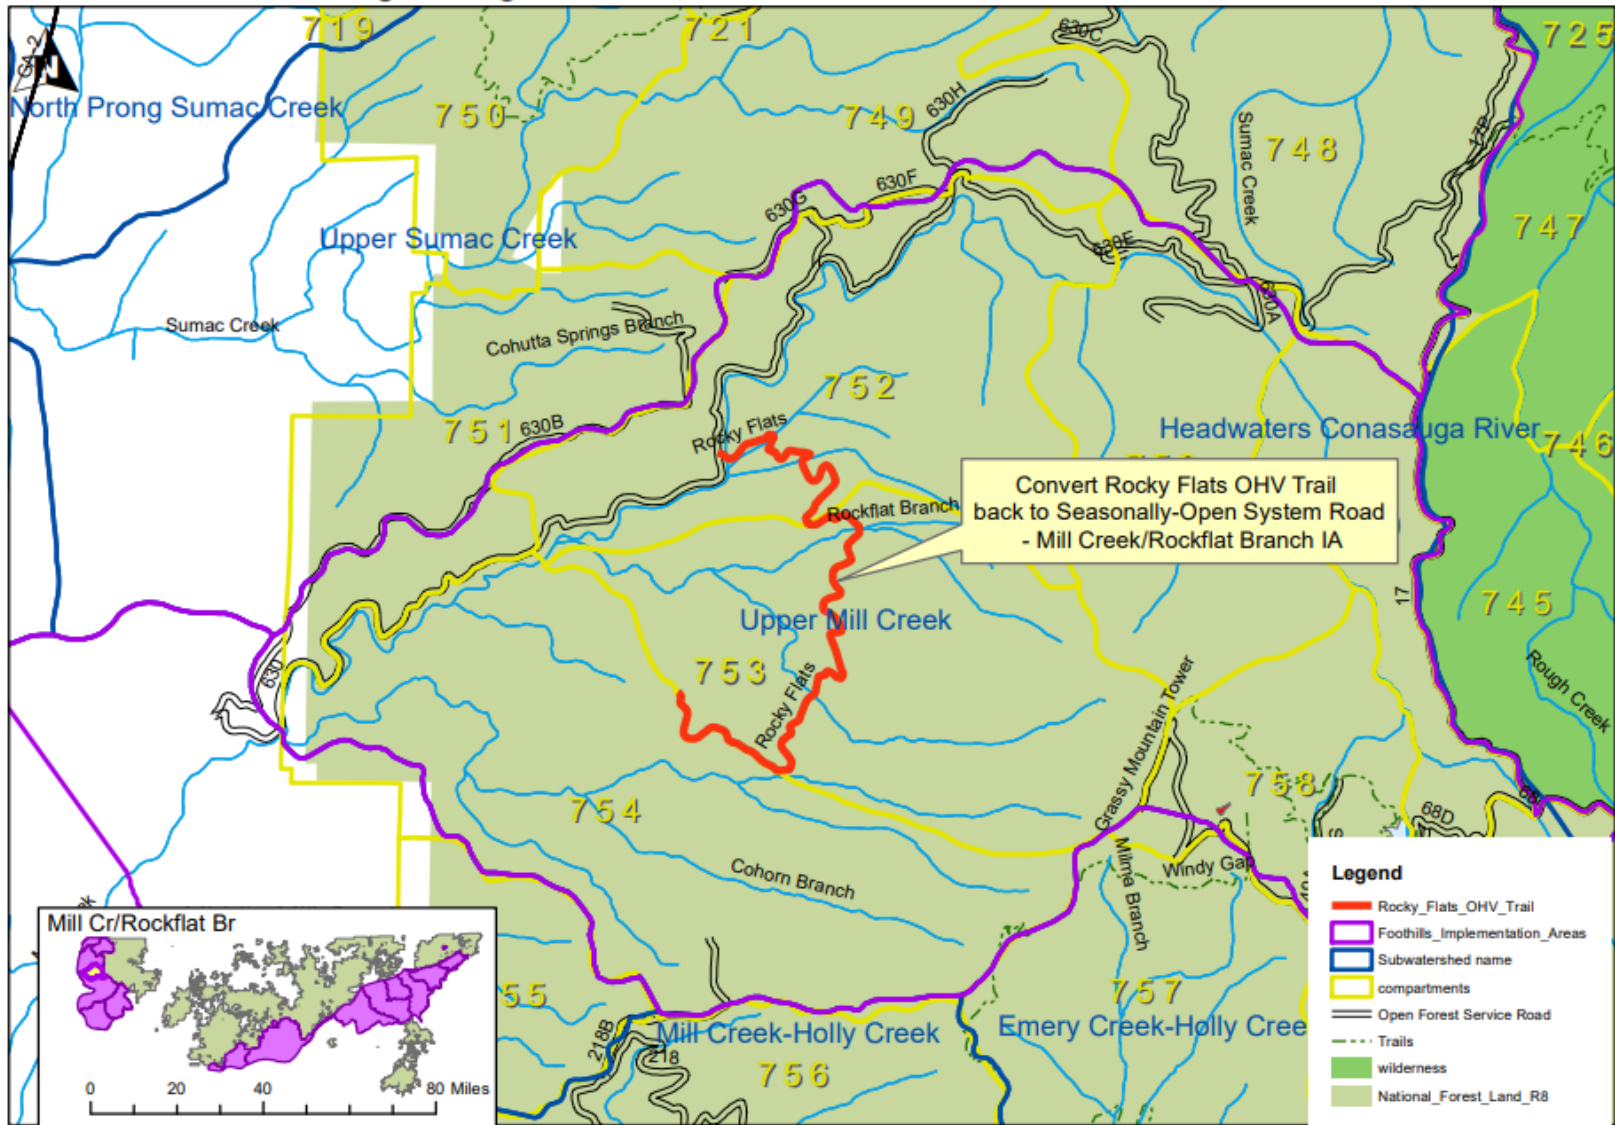 719
721
630C
725
GA-2
N
North Prong Sumac Creek
750
749
630H
Sumac Creek
748
17B
630F
630G
747
Upper Sumac Creek
630E
630A
Sumac Creek
Cohutta Springs Branch
752
751
630B
Rocky Flats
Headwaters Conasauga River
746
Convert Rocky Flats OHV Trail
back to Seasonally-Open System Road
- Mill Creek/Rockflat Branch IA
Rockflat Branch
17
745
Upper Mill Creek
753
630
Rocky Flats
Rough Creek
Grassy Mountain Tower
758
754
68D
Milma Branch
Windy Gap
Cohorn Branch
55
757
218B
218
Mill Creek-Holly Creek
Emery Creek-Holly Cree
756
Mill Cr/Rockflat Br
0 20 40 80 Miles
Legend
Rocky_Flats_OHV_Trail
Foothills_Implementation_Areas
Subwatershed name
compartments
Open Forest Service Road
Trails
wilderness
National_Forest_Land_R8